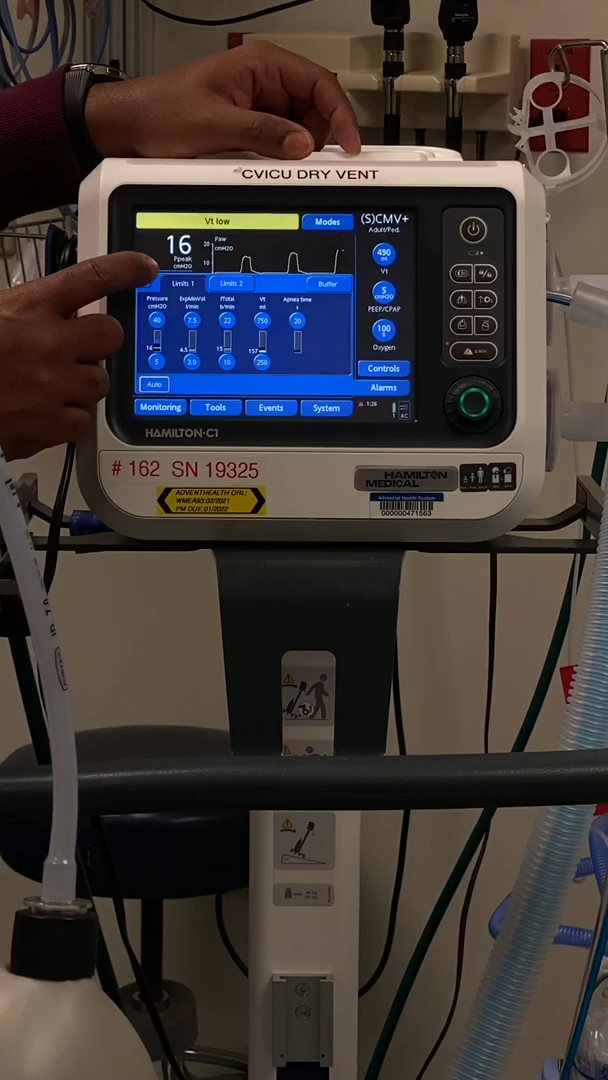 CVICU DRY VENT
Vt low
Modes
(S)CMV+
Adult/Ped.
16
Ppeak
cmH2O
20
10
Paw
cmH2O
490
ml
Vt
Limits 1
Limits 2
Buffer
Pressure
cmH2O
ExpMinVol
l/min
fTotal
b/min
Vt
ml
Apnea time
s
5
cmH2O
PEEP/CPAP
40
7.5
22
750
20
100
%
Oxygen
16
4.5
15
157
5
3.0
10
250
Controls
Auto
Alarms
Monitoring
Tools
Events
System
1:26
1
AC
HAMILTON-C1
# 162 SN 19325
HAMILTON
MEDICAL
ADVENTHEALTH ORL:
WMEA93:02/2021
PM DUE:01/2022
Adventist Health System
000000471563